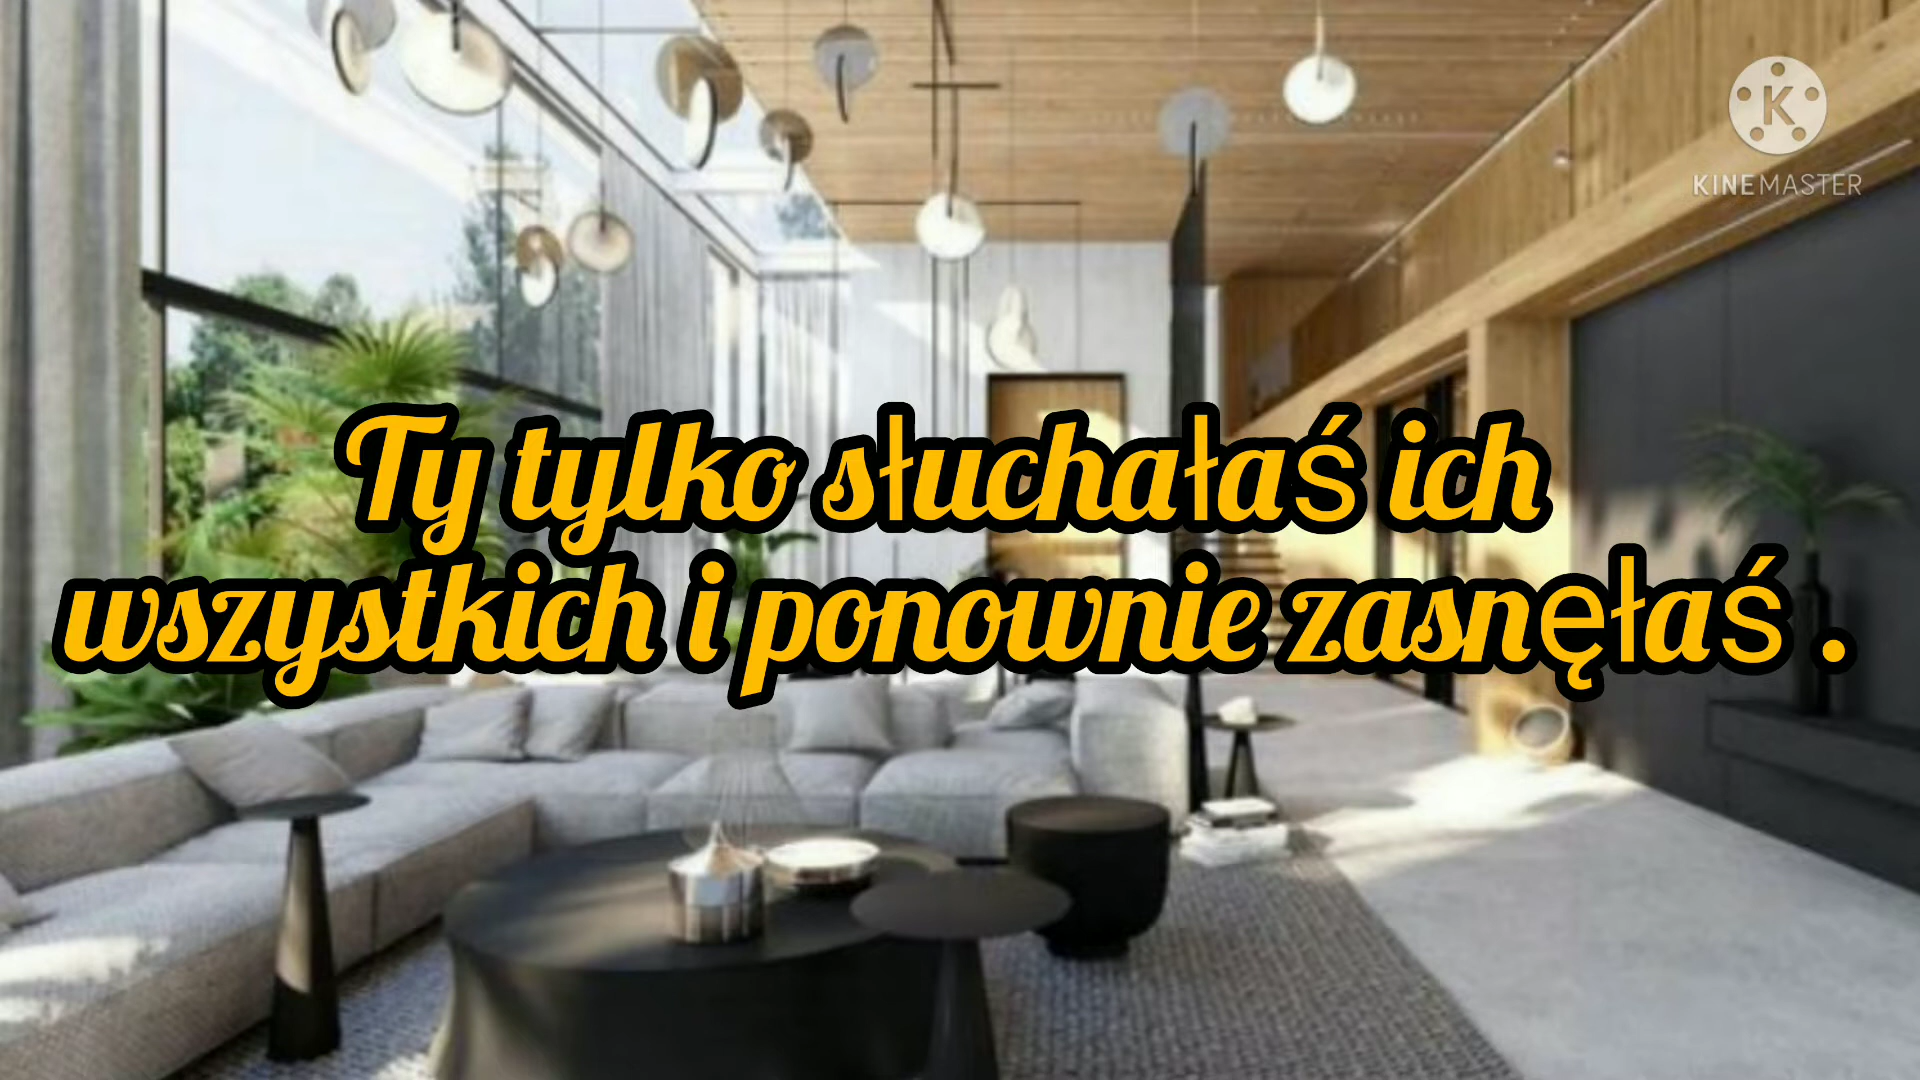 K
KINEMASTER
Ty tylko słuchałaś ich
wszystkich i ponownie zasnęłaś .